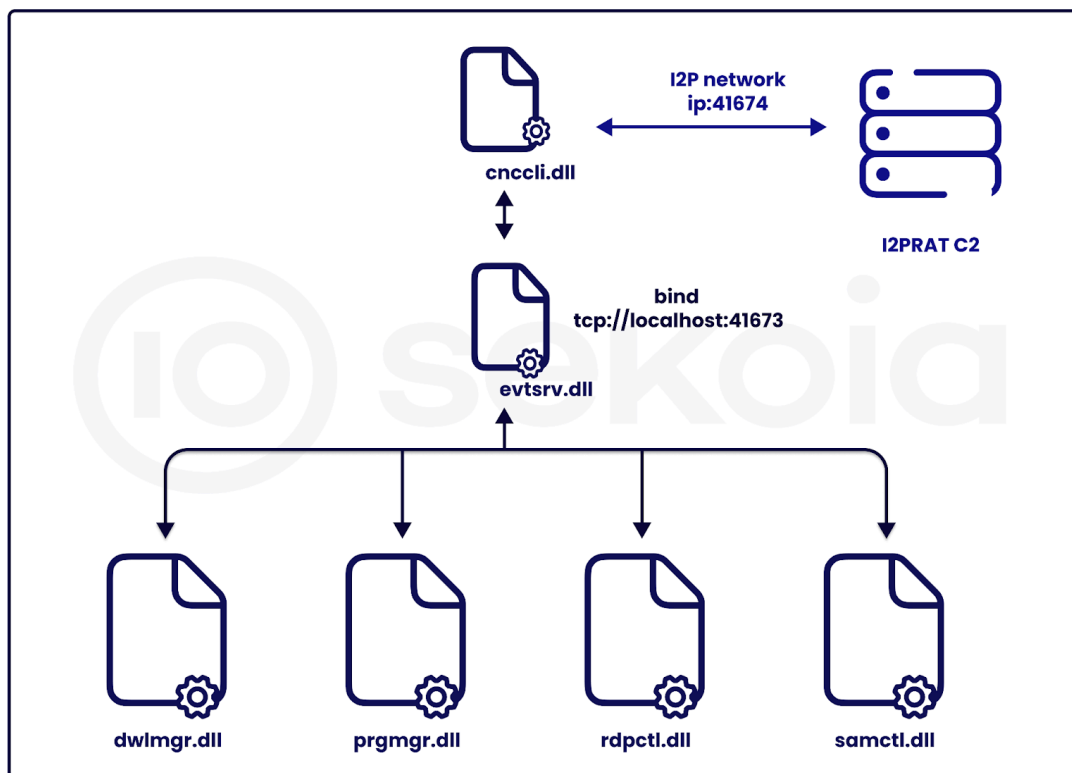 I2P network
ip:41674
cnccli.dll
I2PRAT C2
bind
tcp://localhost:41673
evtsrv.dll
sekoia
dwlmgr.dll
prgmgr.dll
rdpctl.dll
samctl.dll